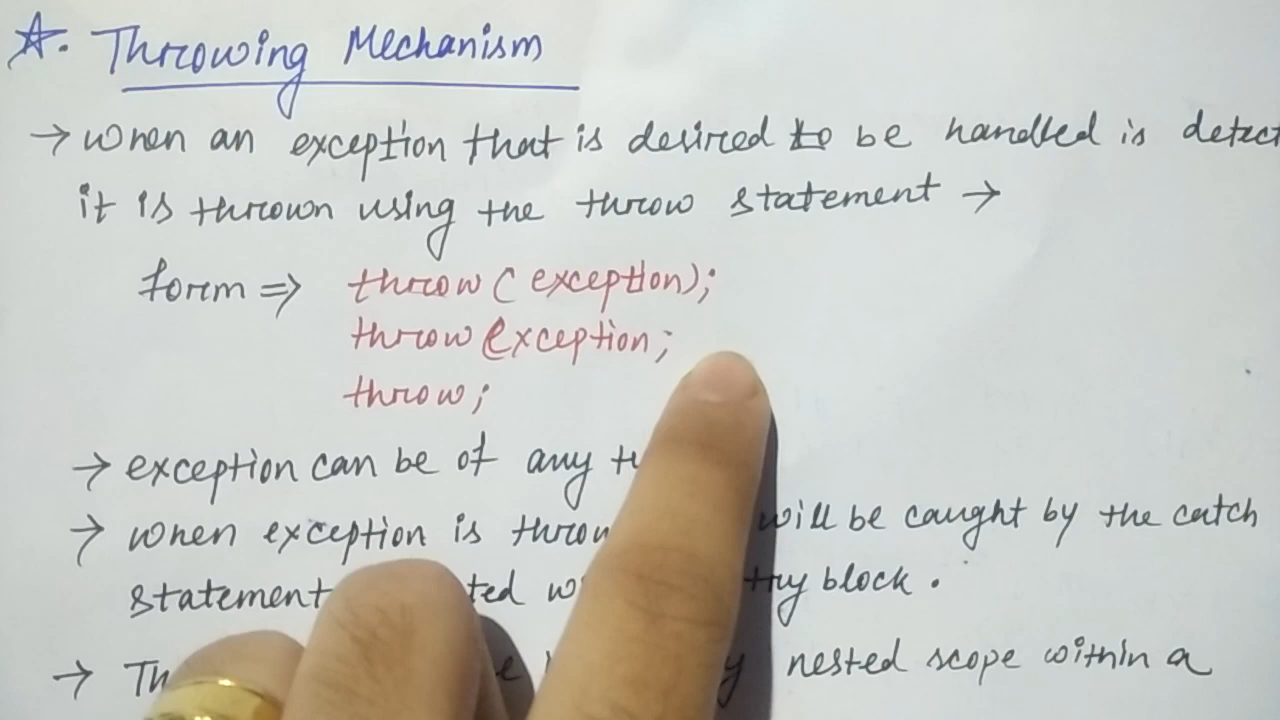 ☆. Throwing Mechanism
→ when an exception that is desired to be handled is detect
it is thrown using the throw statement →
form ⇒ throw(exception);
throw exception;
throw;
→ exception can be of any
→ when exception is throw will be caught by the catch
statement try block.
→ nested scope within a